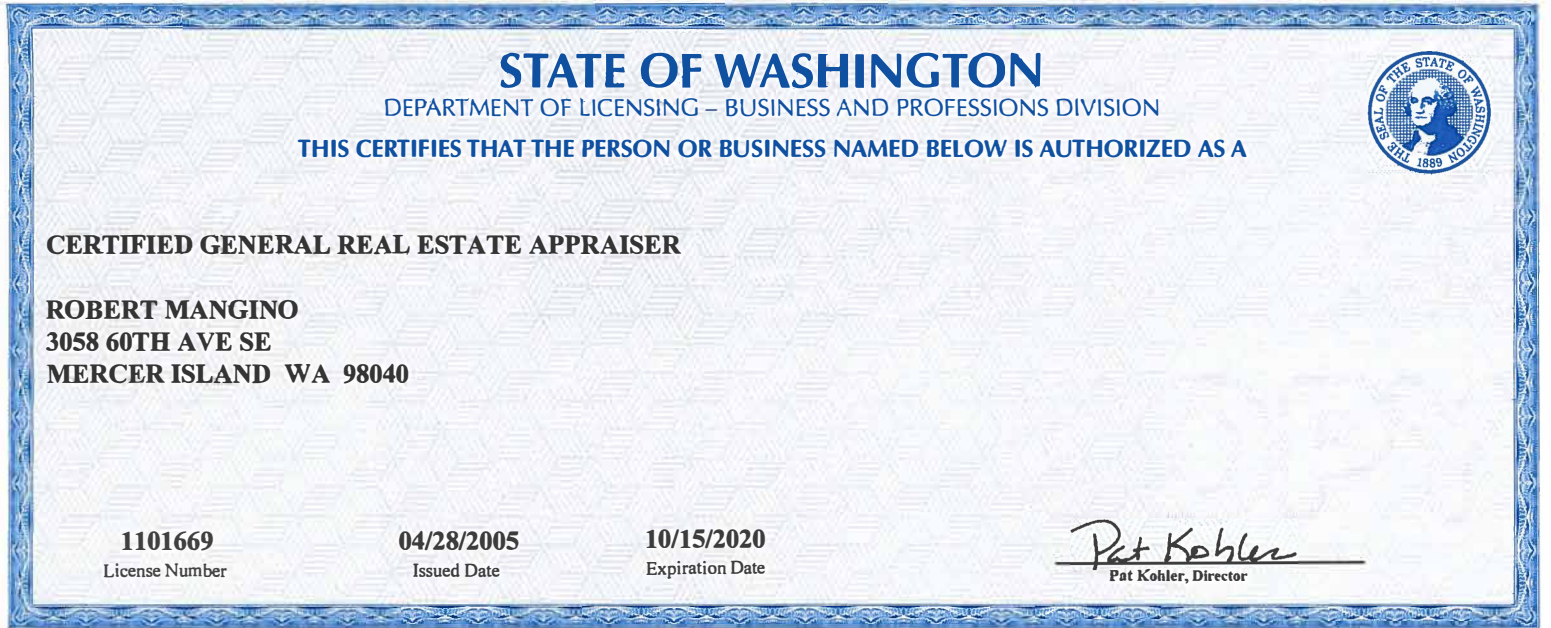 STATE OF WASHINGTON
DEPARTMENT OF LICENSING – BUSINESS AND PROFESSIONS DIVISION
THIS CERTIFIES THAT THE PERSON OR BUSINESS NAMED BELOW IS AUTHORIZED AS A
THE SEAL OF THE STATE OF WASHINGTON
1889
CERTIFIED GENERAL REAL ESTATE APPRAISER
ROBERT MANGINO
3058 60TH AVE SE
MERCER ISLAND WA 98040
1101669
License Number
04/28/2005
Issued Date
10/15/2020
Expiration Date
Pat Kohler
Pat Kohler, Director